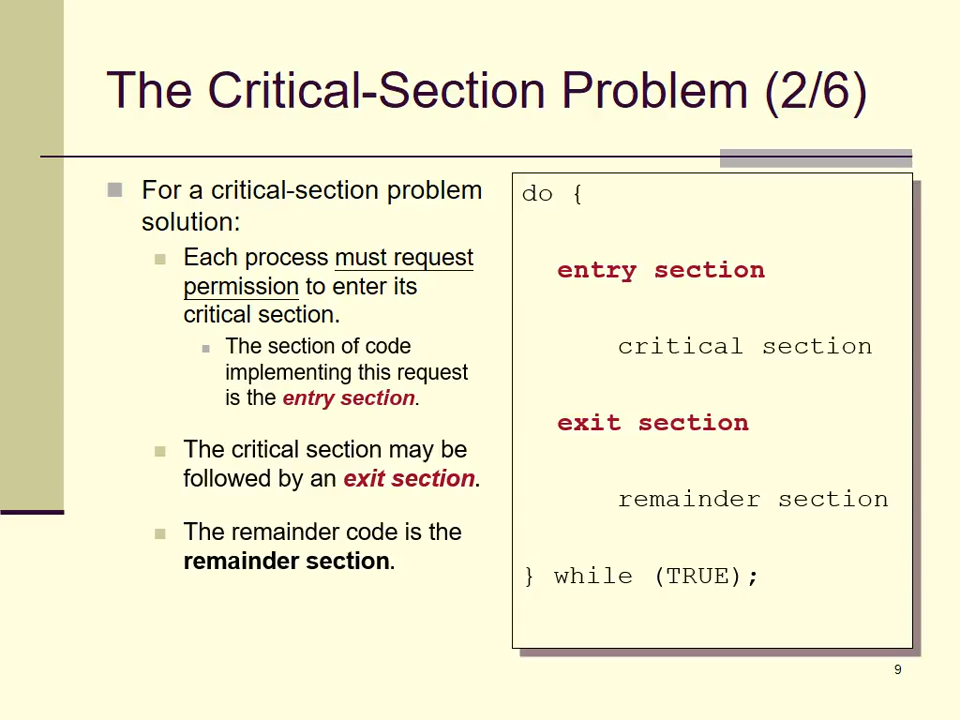 The Critical-Section Problem (2/6)
For a critical-section problem
solution:
Each process must request
permission to enter its
critical section.
The section of code
implementing this request
is the entry section.
The critical section may be
followed by an exit section.
The remainder code is the
remainder section.
do {
entry section
critical section
exit section
remainder section
} while (TRUE);
9